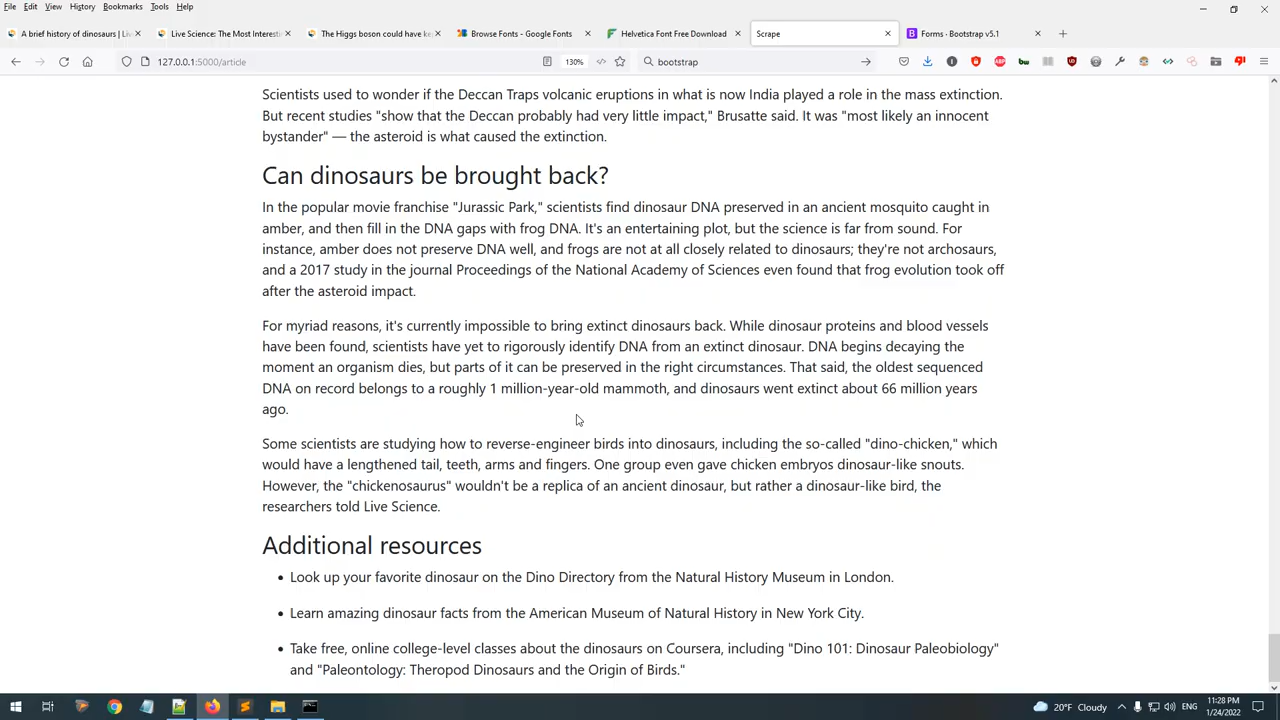 File Edit View History Bookmarks Tools Help
A brief history of dinosaurs | Liv
Live Science: The Most Interesti
The Higgs boson could have ke
Browse Fonts - Google Fonts
Helvetica Font Free Download
Scrape
Forms · Bootstrap v5.1
127.0.0.1:5000/article
130%
bootstrap
Scientists used to wonder if the Deccan Traps volcanic eruptions in what is now India played a role in the mass extinction.
But recent studies "show that the Deccan probably had very little impact," Brusatte said. It was "most likely an innocent
bystander" — the asteroid is what caused the extinction.
Can dinosaurs be brought back?
In the popular movie franchise "Jurassic Park," scientists find dinosaur DNA preserved in an ancient mosquito caught in
amber, and then fill in the DNA gaps with frog DNA. It's an entertaining plot, but the science is far from sound. For
instance, amber does not preserve DNA well, and frogs are not at all closely related to dinosaurs; they're not archosaurs,
and a 2017 study in the journal Proceedings of the National Academy of Sciences even found that frog evolution took off
after the asteroid impact.
For myriad reasons, it's currently impossible to bring extinct dinosaurs back. While dinosaur proteins and blood vessels
have been found, scientists have yet to rigorously identify DNA from an extinct dinosaur. DNA begins decaying the
moment an organism dies, but parts of it can be preserved in the right circumstances. That said, the oldest sequenced
DNA on record belongs to a roughly 1 million-year-old mammoth, and dinosaurs went extinct about 66 million years
ago.
Some scientists are studying how to reverse-engineer birds into dinosaurs, including the so-called "dino-chicken," which
would have a lengthened tail, teeth, arms and fingers. One group even gave chicken embryos dinosaur-like snouts.
However, the "chickenosaurus" wouldn't be a replica of an ancient dinosaur, but rather a dinosaur-like bird, the
researchers told Live Science.
Additional resources
• Look up your favorite dinosaur on the Dino Directory from the Natural History Museum in London.
• Learn amazing dinosaur facts from the American Museum of Natural History in New York City.
• Take free, online college-level classes about the dinosaurs on Coursera, including "Dino 101: Dinosaur Paleobiology"
and "Paleontology: Theropod Dinosaurs and the Origin of Birds."
20°F Cloudy
ENG
11:28 PM
1/24/2022